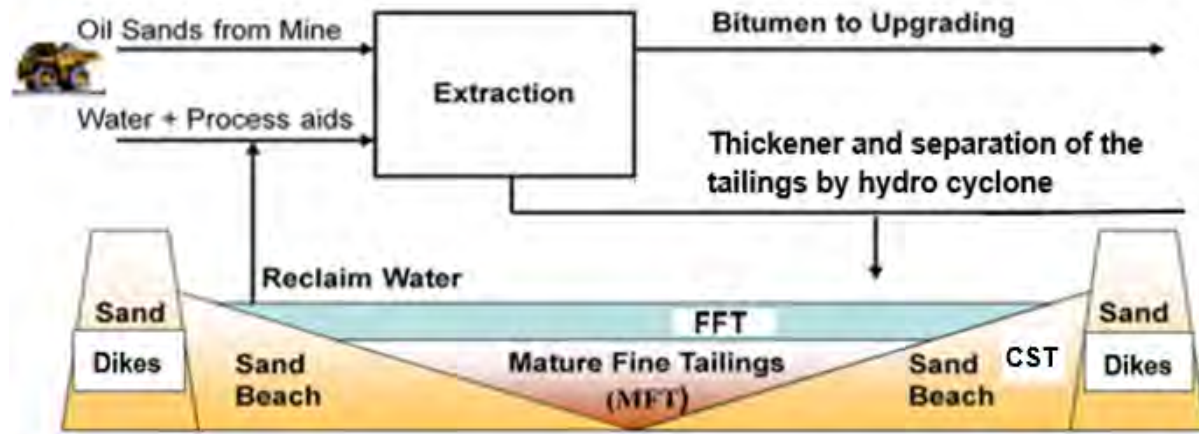 Oil Sands from Mine
Bitumen to Upgrading
Extraction
Water + Process aids
Thickener and separation of the
tailings by hydro cyclone
Reclaim Water
Sand
FFT
Sand
Dikes
Sand
Beach
Mature Fine Tailings
(MFT)
Sand
Beach
CST
Dikes